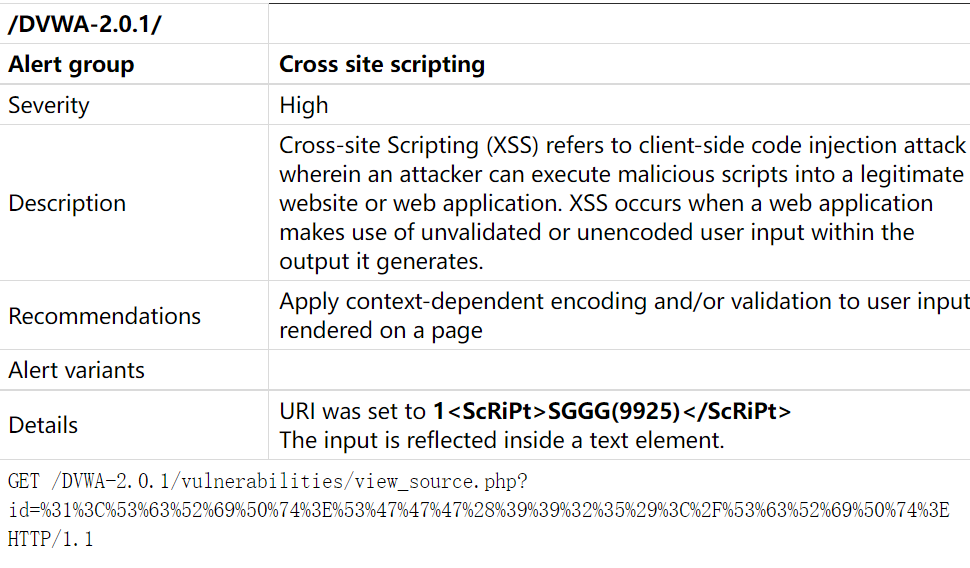 /DVWA-2.0.1/
Alert group Cross site scripting
Severity High
Description Cross-site Scripting (XSS) refers to client-side code injection attack
wherein an attacker can execute malicious scripts into a legitimate
website or web application. XSS occurs when a web application
makes use of unvalidated or unencoded user input within the
output it generates.
Recommendations Apply context-dependent encoding and/or validation to user input
rendered on a page
Alert variants
Details URI was set to 1<ScRiPt>SGGG(9925)</ScRiPt>
The input is reflected inside a text element.
GET /DVWA-2.0.1/vulnerabilities/view_source.php?
id=%31%3C%53%63%52%69%50%74%3E%53%47%47%47%28%39%39%32%35%29%3C%2F%53%63%52%69%50%74%3E
HTTP/1.1